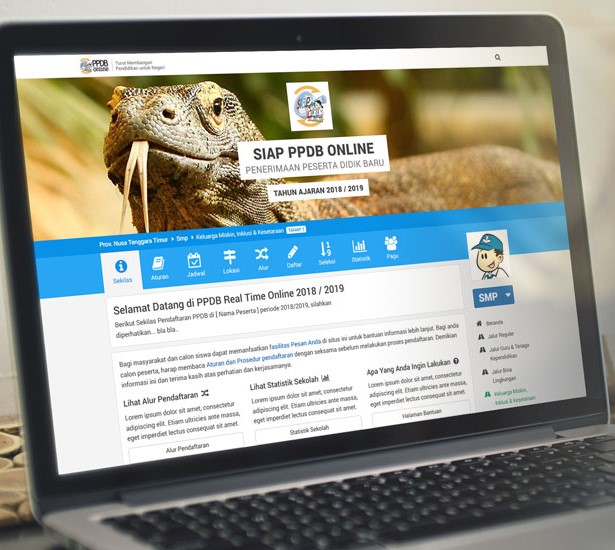 PPDB online
Turut Membangun
Pendidikan untuk Negeri
SIAP PPDB ONLINE
PENERIMAAN PESERTA DIDIK BARU
TAHUN AJARAN 2018 / 2019
Prov. Nusa Tenggara Timur > Smp > Keluarga Miskin, Inklusi & Kesetaraan TAHAP 1
Sekilas
Aturan
Jadwal
Lokasi
Alur
Daftar
Seleksi
Statistik
Pagu
SMP
Selamat Datang di PPDB Real Time Online 2018 / 2019
Berikut Sekilas Pendaftaran PPDB di [ Nama Peserta ] periode 2018/2019, silahkan
diperhatikan... bla bla..
Bagi masyarakat dan calon siswa dapat memanfaatkan fasilitas Pesan Anda di situs ini untuk bantuan informasi lebih lanjut. Bagi anda
calon peserta, harap membaca Aturan dan Prosedur pendaftaran dengan seksama sebelum melakukan proses pendaftaran. Demikian
informasi ini dan terima kasih atas perhatian dan kerjasamanya.
Lihat Alur Pendaftaran
Lorem ipsum dolor sit amet, consectetur
adipiscing elit. Etiam ultricies ante massa,
eget imperdiet lectus consequat sit amet.
Alur Pendaftaran
Lihat Statistik Sekolah
Lorem ipsum dolor sit amet, consectetur
adipiscing elit. Etiam ultricies ante massa,
eget imperdiet lectus consequat sit amet.
Statistik Sekolah
Apa Yang Anda Ingin Lakukan
Lorem ipsum dolor sit amet, consectetur
adipiscing elit. Etiam ultricies ante massa,
eget imperdiet lectus consequat sit amet.
Halaman Bantuan
Beranda
Jalur Reguler
Jalur Guru & Tenaga
Kependidikan
Jalur Bina
Lingkungan
Keluarga Miskin,
Inklusi & Kesetaraan